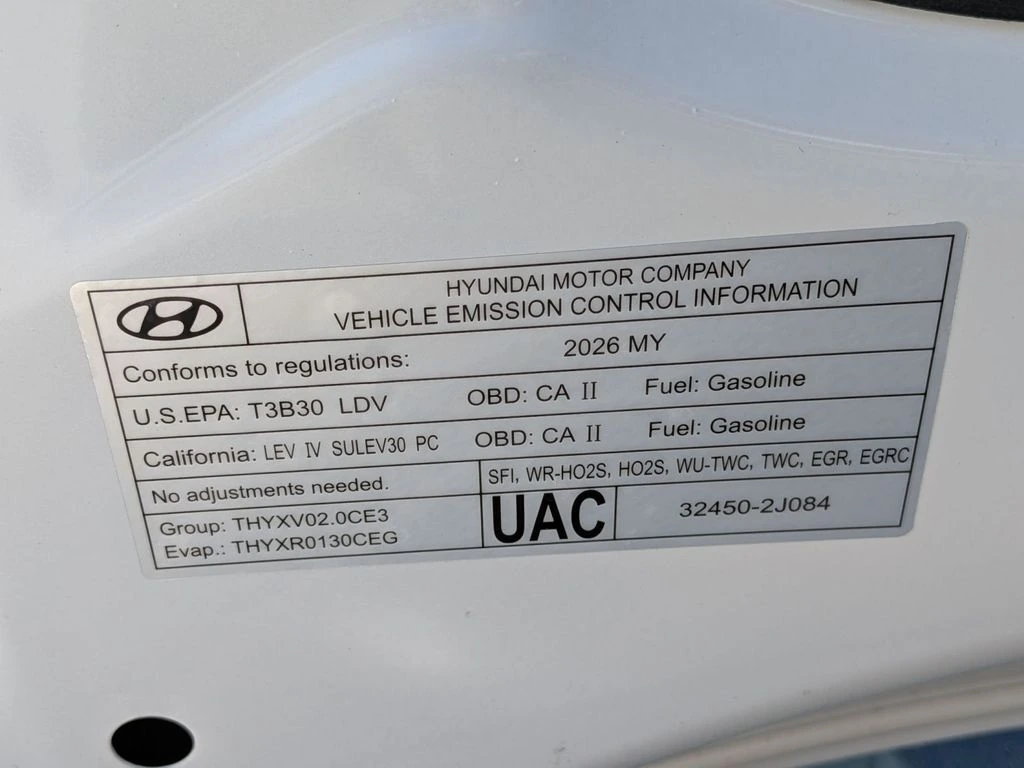 HYUNDAI MOTOR COMPANY
VEHICLE EMISSION CONTROL INFORMATION
Conforms to regulations: 2026 MY
U.S.EPA: T3B30 LDV OBD: CA II Fuel: Gasoline
California: LEV IV SULEV30 PC OBD: CA II Fuel: Gasoline
No adjustments needed. SFI, WR-HO2S, HO2S, WU-TWC, TWC, EGR, EGRC
Group: THYXV02.0CE3
Evap.: THYXR0130CEG
UAC 32450-2J084